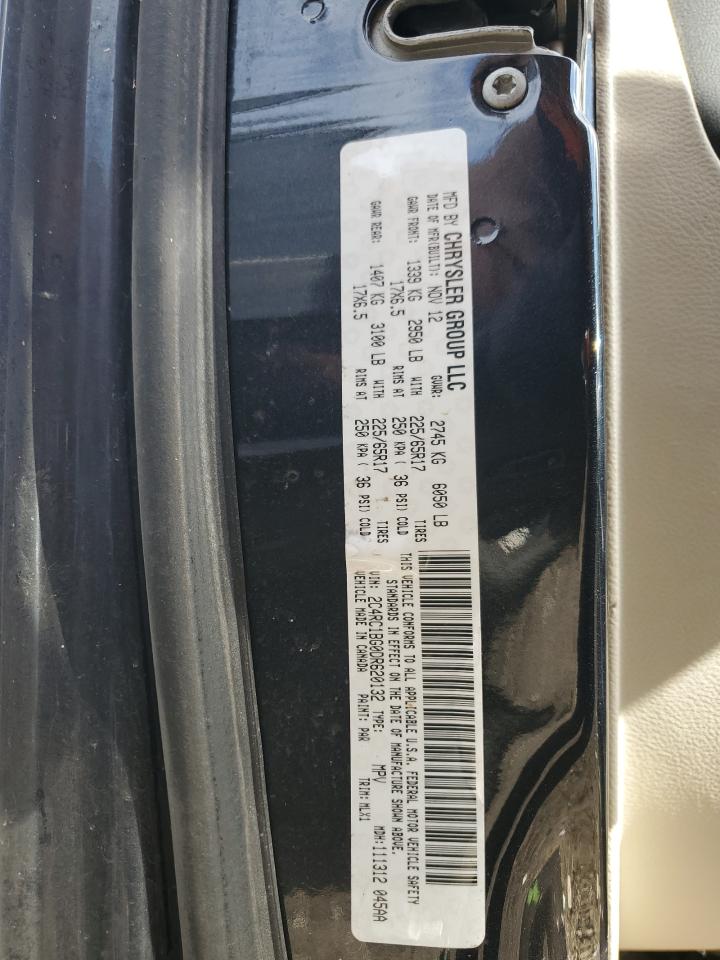 MFD BY CHRYSLER GROUP LLC
DATE OF MFR(BUILT): NOV 12 GVWR: 2745 KG 6050 LB
GAWR FRONT: 1339 KG 2950 LB WITH 225/65R17 TIRES
17X6.5 RIMS AT 250 KPA ( 36 PSI) COLD
GAWR REAR: 1407 KG 3100 LB WITH 225/65R17 TIRES
17X6.5 RIMS AT 250 KPA ( 36 PSI) COLD
THIS VEHICLE CONFORMS TO ALL APPLICABLE U.S.A. FEDERAL MOTOR VEHICLE SAFETY
STANDARDS IN EFFECT ON THE DATE OF MANUFACTURE SHOWN ABOVE.
VIN: 2C4RC1BG0DR620132 TYPE: MPV MDH:111312 045AA
VEHICLE MADE IN CANADA PAINT: PAR TRIM: MLX1